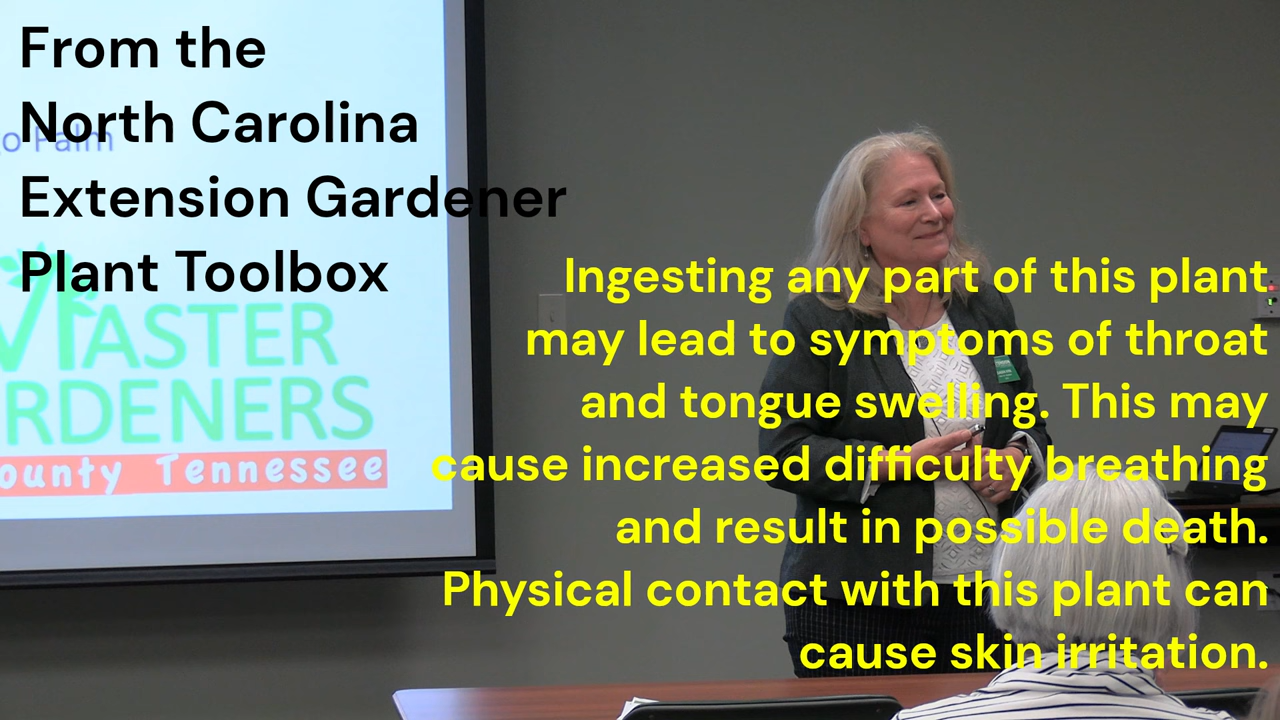 From the
North Carolina
Extension Gardener
Plant Toolbox
o Palm
ASTER
RDENERS
ounty Tennessee
Ingesting any part of this plant
may lead to symptoms of throat
and tongue swelling. This may
cause increased difficulty breathing
and result in possible death.
Physical contact with this plant can
cause skin irritation.